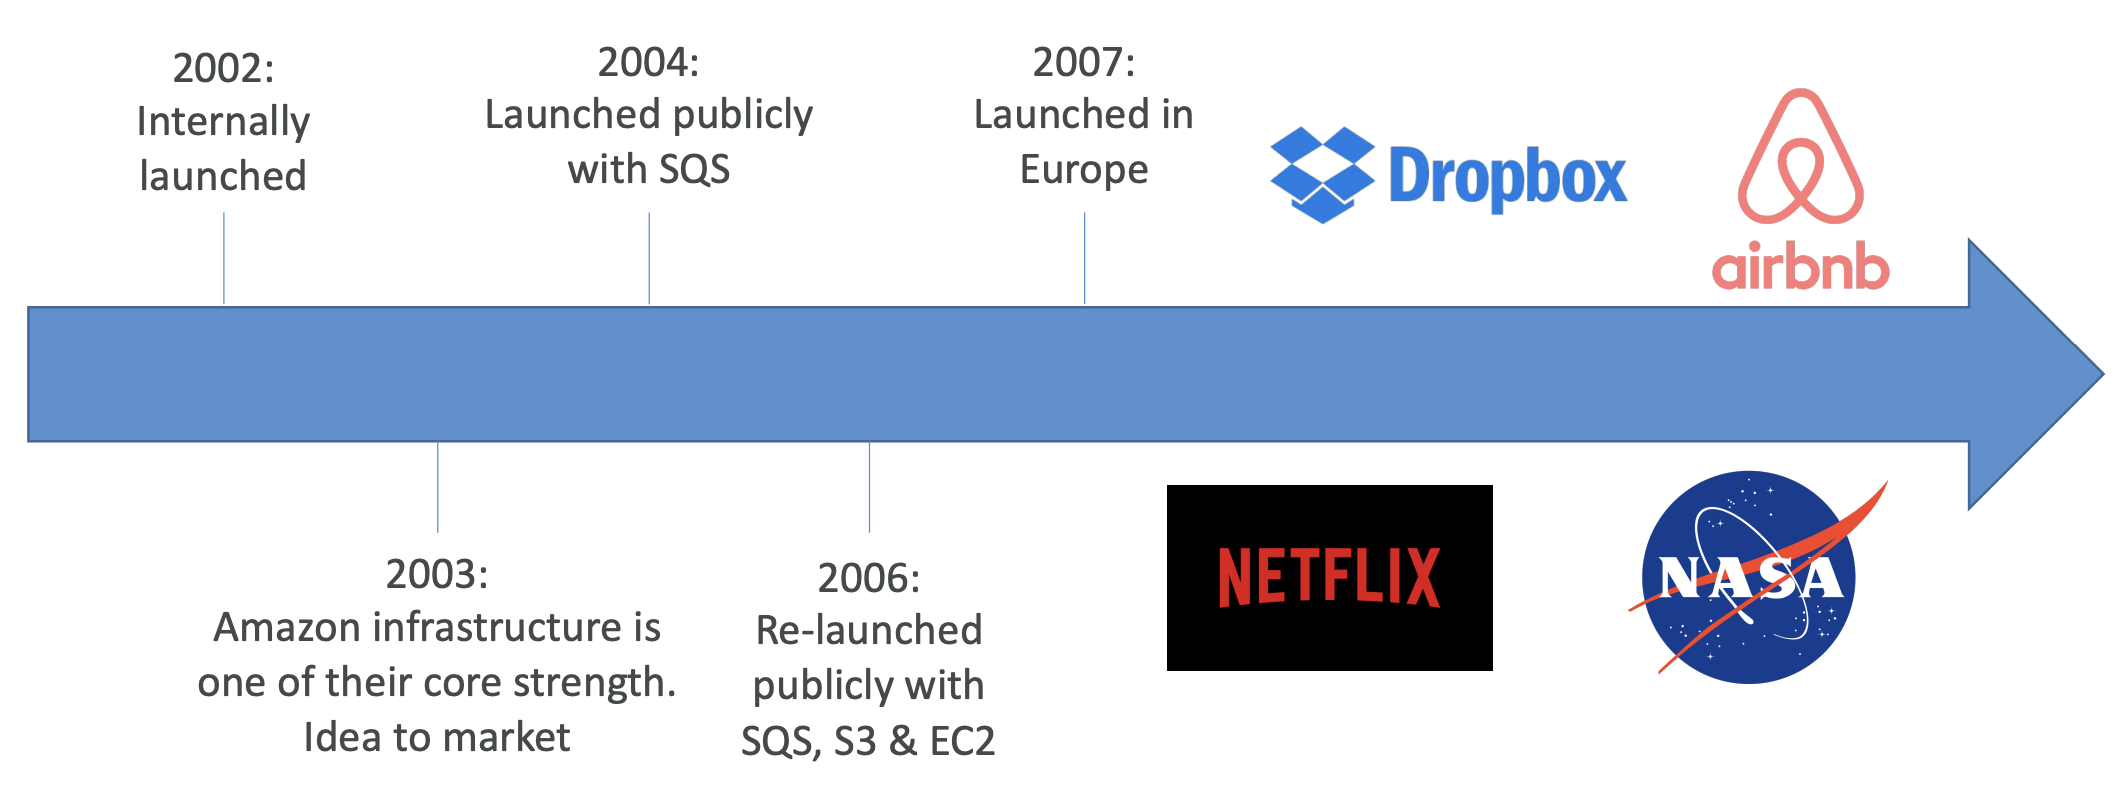 2002:
Internally
launched
2003:
Amazon infrastructure is
one of their core strength.
Idea to market
2004:
Launched publicly
with SQS
2006:
Re-launched
publicly with
SQS, S3 & EC2
2007:
Launched in
Europe
Dropbox
airbnb
NETFLIX
NASA